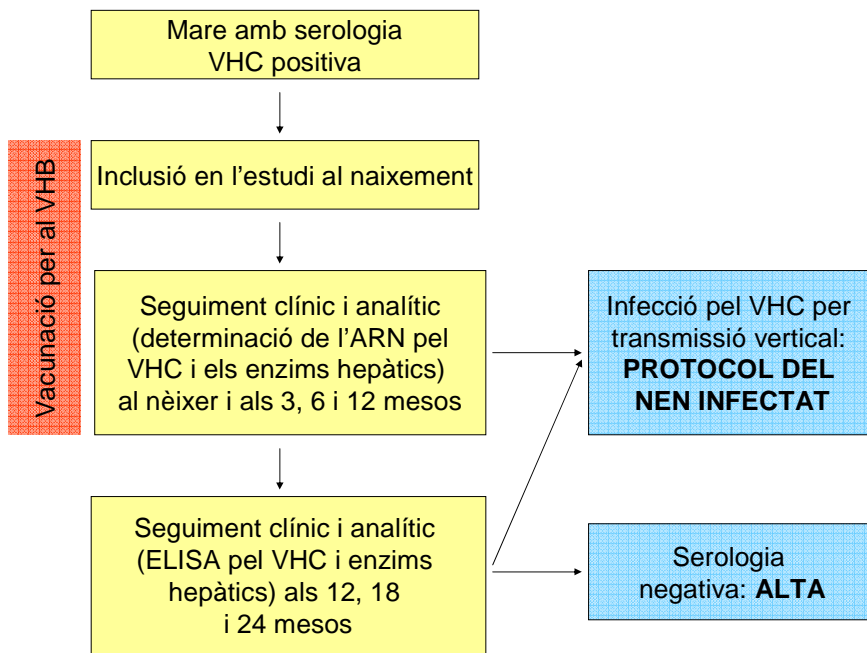 Mare amb serologia
VHC positiva
Vacunació per al VHB
Inclusió en l'estudi al naixement
Seguiment clínic i analític
(determinació de l'ARN pel
VHC i els enzims hepàtics)
al nèixer i als 3, 6 i 12 mesos
Infecció pel VHC per
transmissió vertical:
PROTOCOL DEL
NEN INFECTAT
Seguiment clínic i analític
(ELISA pel VHC i enzims
hepàtics) als 12, 18
i 24 mesos
Serologia
negativa: ALTA